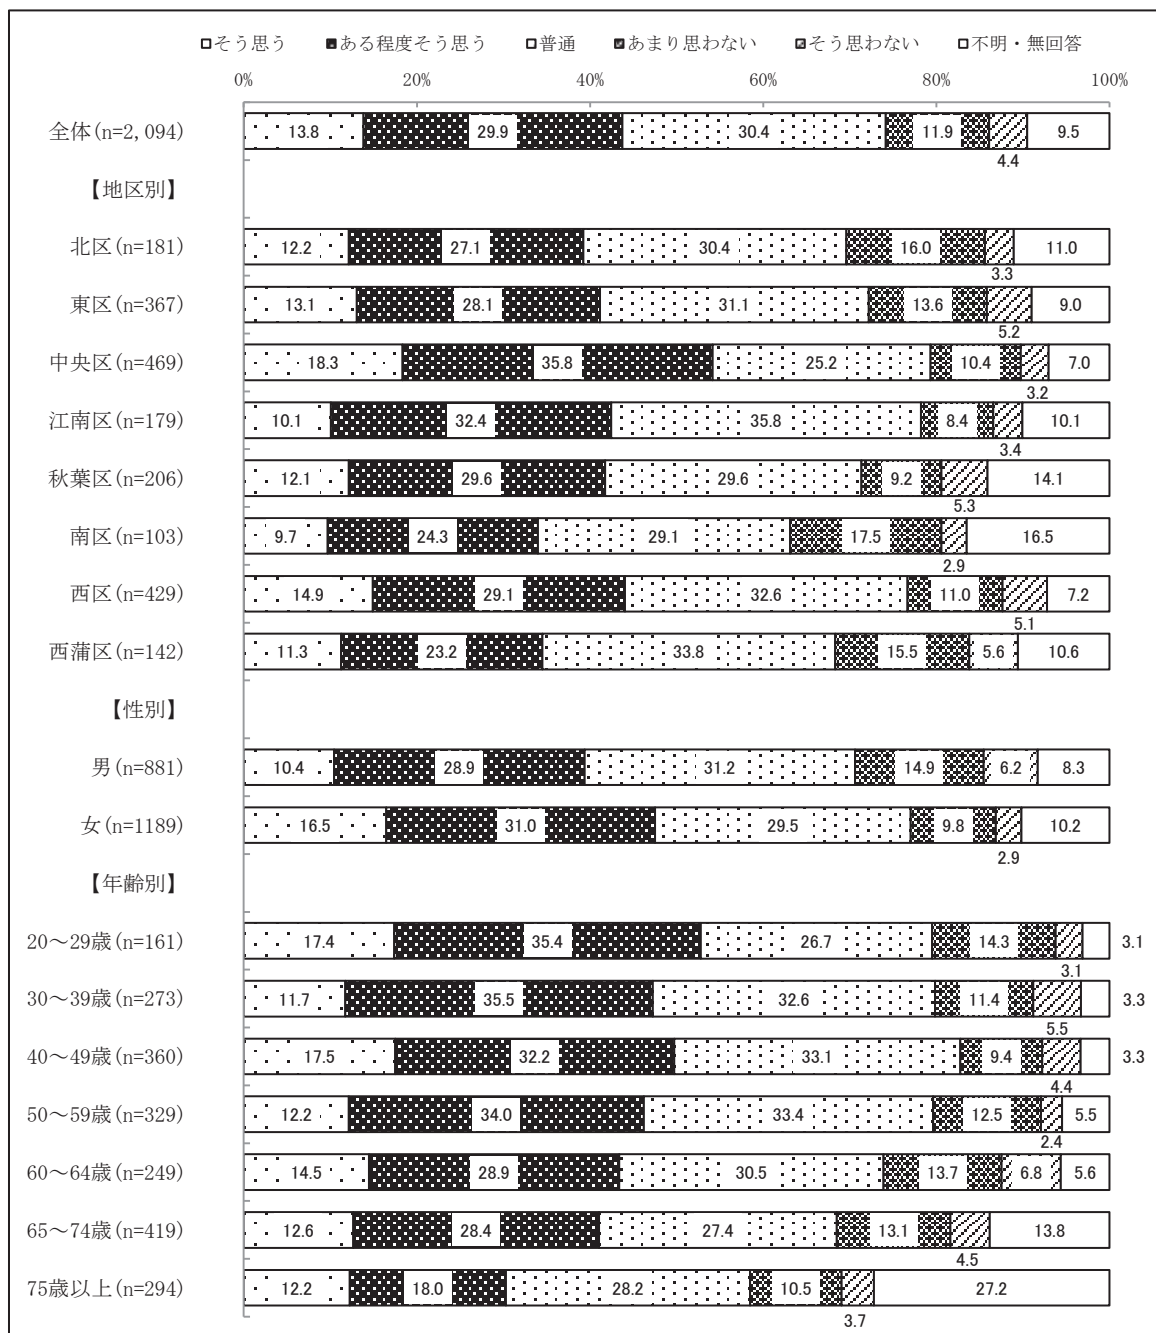 □そう思う ■ある程度そう思う □普通 ■あまり思わない □そう思わない □不明・無回答
0% 20% 40% 60% 80% 100%
全体(n=2,094) 13.8 29.9 30.4 11.9 4.4 9.5
【地区別】
北区(n=181) 12.2 27.1 30.4 16.0 3.3 11.0
東区(n=367) 13.1 28.1 31.1 13.6 5.2 9.0
中央区(n=469) 18.3 35.8 25.2 10.4 3.2 7.0
江南区(n=179) 10.1 32.4 35.8 8.4 3.4 10.1
秋葉区(n=206) 12.1 29.6 29.6 9.2 5.3 14.1
南区(n=103) 9.7 24.3 29.1 17.5 2.9 16.5
西区(n=429) 14.9 29.1 32.6 11.0 5.1 7.2
西蒲区(n=142) 11.3 23.2 33.8 15.5 5.6 10.6
【性別】
男(n=881) 10.4 28.9 31.2 14.9 6.2 8.3
女(n=1189) 16.5 31.0 29.5 9.8 2.9 10.2
【年齢別】
20～29歳(n=161) 17.4 35.4 26.7 14.3 3.1 3.1
30～39歳(n=273) 11.7 35.5 32.6 11.4 5.5 3.3
40～49歳(n=360) 17.5 32.2 33.1 9.4 4.4 3.3
50～59歳(n=329) 12.2 34.0 33.4 12.5 2.4 5.5
60～64歳(n=249) 14.5 28.9 30.5 13.7 6.8 5.6
65～74歳(n=419) 12.6 28.4 27.4 13.1 4.5 13.8
75歳以上(n=294) 12.2 18.0 28.2 10.5 3.7 27.2